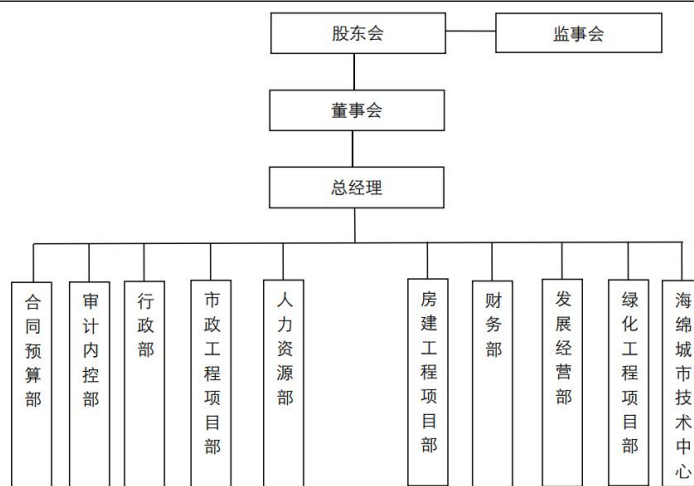 股东会
监事会
董事会
总经理
合同预算部
审计内控部
行政部
市政工程项目部
人力资源部
房建工程项目部
财务部
发展经营部
绿化工程项目部
海绵城市技术中心